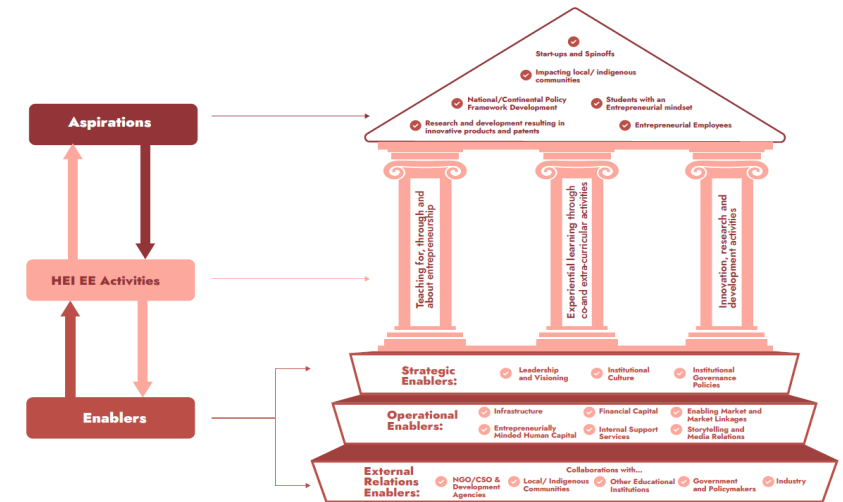 Start-ups and Spinoffs
Impacting local/ indigenous
communities
National/Continental Policy
Framework Development
Students with an
Entrepreneurial mindset
Research and development resulting in
innovative products and patents
Entrepreneurial Employees
Aspirations
HEI EE Activities
Enablers
Teaching for, through and
about entrepreneurship
Experiential learning through
co-and extra-curricular activities
Innovation, research and
development activities
Strategic
Enablers:
Leadership
and Visioning
Institutional
Culture
Institutional
Governance
Policies
Operational
Enablers:
Infrastructure
Financial Capital
Enabling Market and
Market Linkages
Entrepreneurially
Minded Human Capital
Internal Support
Services
Storytelling and
Media Relations
External
Relations
Enablers:
Collaborations with...
NGO/CSO &
Development
Agencies
Local/ Indigenous
Communities
Other Educational
Institutions
Government
and Policymakers
Industry